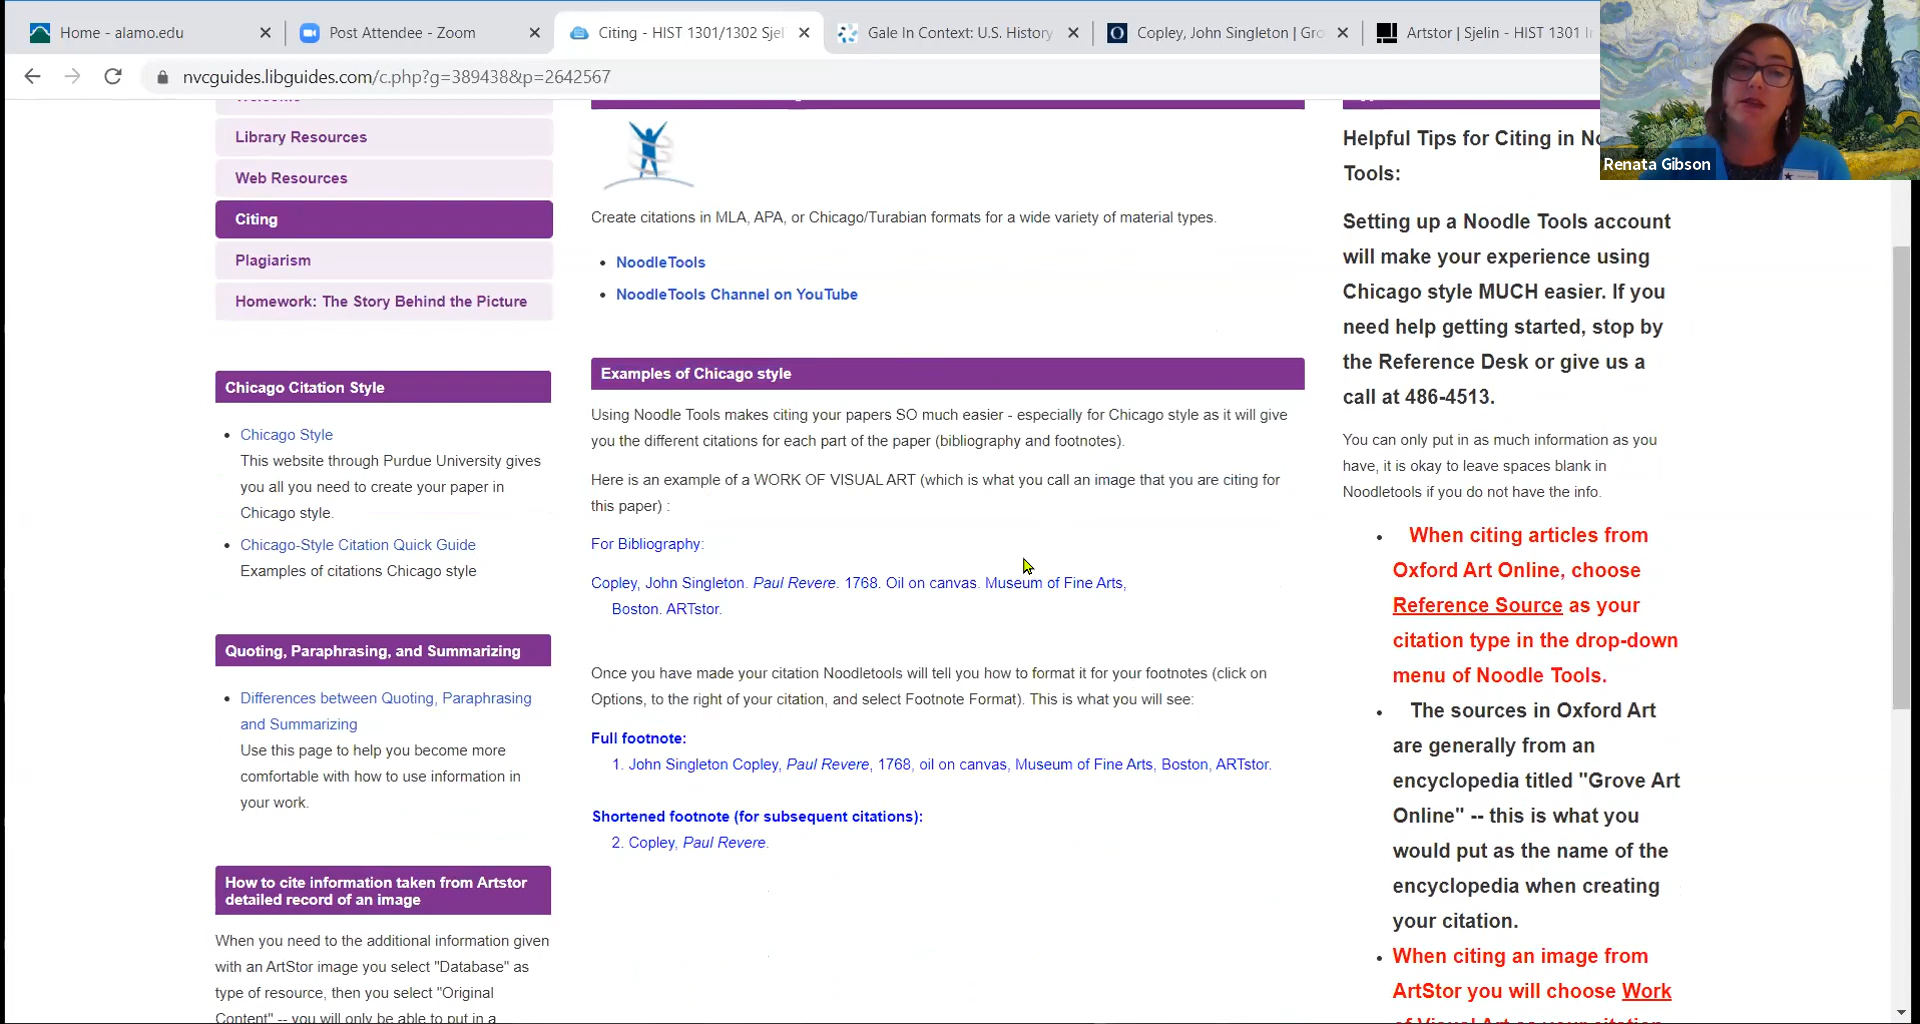 Home - alamo.edu
Post Attendee - Zoom
Citing - HIST 1301/1302 Sjel
Gale In Context: U.S. History
Copley, John Singleton | Gro
Artstor | Sjelin - HIST 1301 I
nvcguides.libguides.com/c.php?g=389438&p=2642567
Renata Gibson
Library Resources
Web Resources
Citing
Plagiarism
Homework: The Story Behind the Picture
Chicago Citation Style
Chicago Style
This website through Purdue University gives
you all you need to create your paper in
Chicago style.
Chicago-Style Citation Quick Guide
Examples of citations Chicago style
Quoting, Paraphrasing, and Summarizing
Differences between Quoting, Paraphrasing
and Summarizing
Use this page to help you become more
comfortable with how to use information in
your work.
How to cite information taken from Artstor
detailed record of an image
When you need to the additional information given
with an ArtStor image you select "Database" as
type of resource, then you select "Original
Content" -- you will only be able to put in a
Create citations in MLA, APA, or Chicago/Turabian formats for a wide variety of material types.
NoodleTools
NoodleTools Channel on YouTube
Examples of Chicago style
Using Noodle Tools makes citing your papers SO much easier - especially for Chicago style as it will give
you the different citations for each part of the paper (bibliography and footnotes).
Here is an example of a WORK OF VISUAL ART (which is what you call an image that you are citing for
this paper) :
For Bibliography:
Copley, John Singleton. Paul Revere. 1768. Oil on canvas. Museum of Fine Arts,
Boston. ARTstor.
Once you have made your citation Noodletools will tell you how to format it for your footnotes (click on
Options, to the right of your citation, and select Footnote Format). This is what you will see:
Full footnote:
1. John Singleton Copley, Paul Revere, 1768, oil on canvas, Museum of Fine Arts, Boston, ARTstor.
Shortened footnote (for subsequent citations):
2. Copley, Paul Revere.
Helpful Tips for Citing in No
Tools:
Setting up a Noodle Tools account
will make your experience using
Chicago style MUCH easier. If you
need help getting started, stop by
the Reference Desk or give us a
call at 486-4513.
You can only put in as much information as you
have, it is okay to leave spaces blank in
Noodletools if you do not have the info.
When citing articles from
Oxford Art Online, choose
Reference Source as your
citation type in the drop-down
menu of Noodle Tools.
The sources in Oxford Art
are generally from an
encyclopedia titled "Grove Art
Online" -- this is what you
would put as the name of the
encyclopedia when creating
your citation.
When citing an image from
ArtStor you will choose Work
of Visual Art as your citation